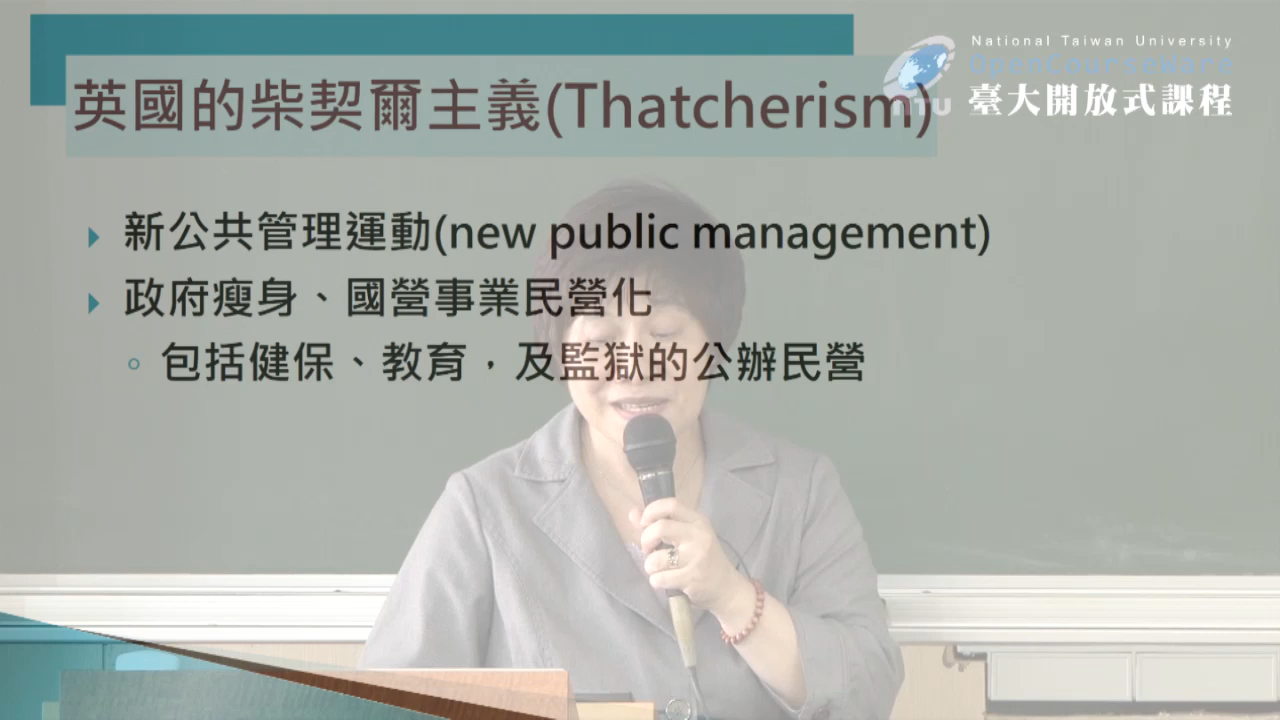 英國的柴契爾主義(Thatcherism)
National Taiwan University
OpenCourseWare
NTU 臺大開放式課程
新公共管理運動(new public management)
政府瘦身、國營事業民營化
包括健保、教育，及監獄的公辦民營